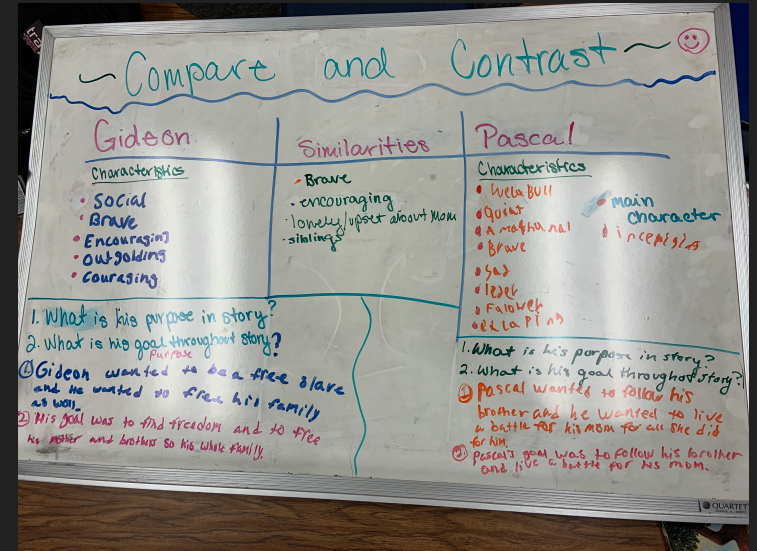 Compare and Contrast
Gideon
Characteristics
• Social
• Brave
• Encouraging
• Outgolding
• Couraging
Similarities
- Brave
• encouraging
• lonely/upset about Mom
• siblings
Pascal
Characteristics
• Quiat
• Brave
• Sad
• leder
• Falower
• main
character
1. What is his purpose in story?
2. What is his goal throughout story?
Purpose
1 Gideon wanted to be a free slave
and he wanted to free his family
as well.
2 His goal was to find freedom and to free
his mother and brothers so his whole family.
1. What is his porpose in story?
2. What is his goal throughout story?
1 Pascal wanted to follow his
brother and he wanted to live
a battle for his mom for all she did
for him.
2 Pascal's goal was to follow his brother
and live a battle for his mom.
QUARTET